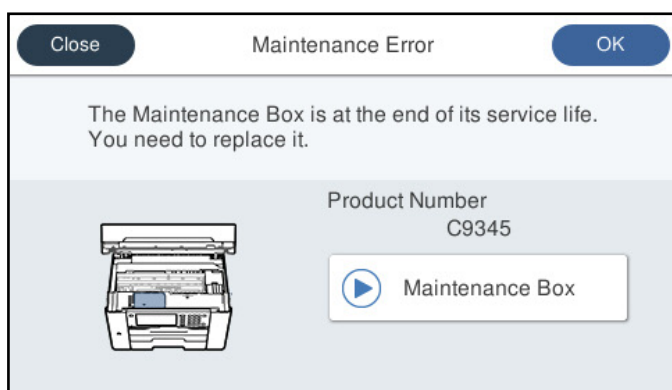 Close
Maintenance Error
OK
The Maintenance Box is at the end of its service life.
You need to replace it.
Product Number
C9345
Maintenance Box